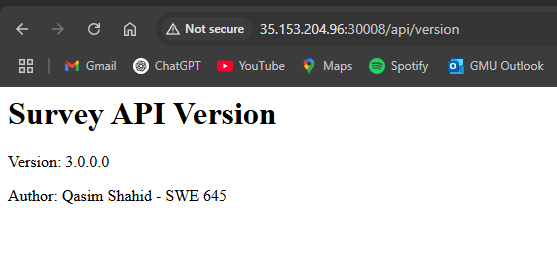 Not secure 35.153.204.96:30008/api/version
Gmail ChatGPT YouTube Maps Spotify GMU Outlook
Survey API Version
Version: 3.0.0.0
Author: Qasim Shahid - SWE 645